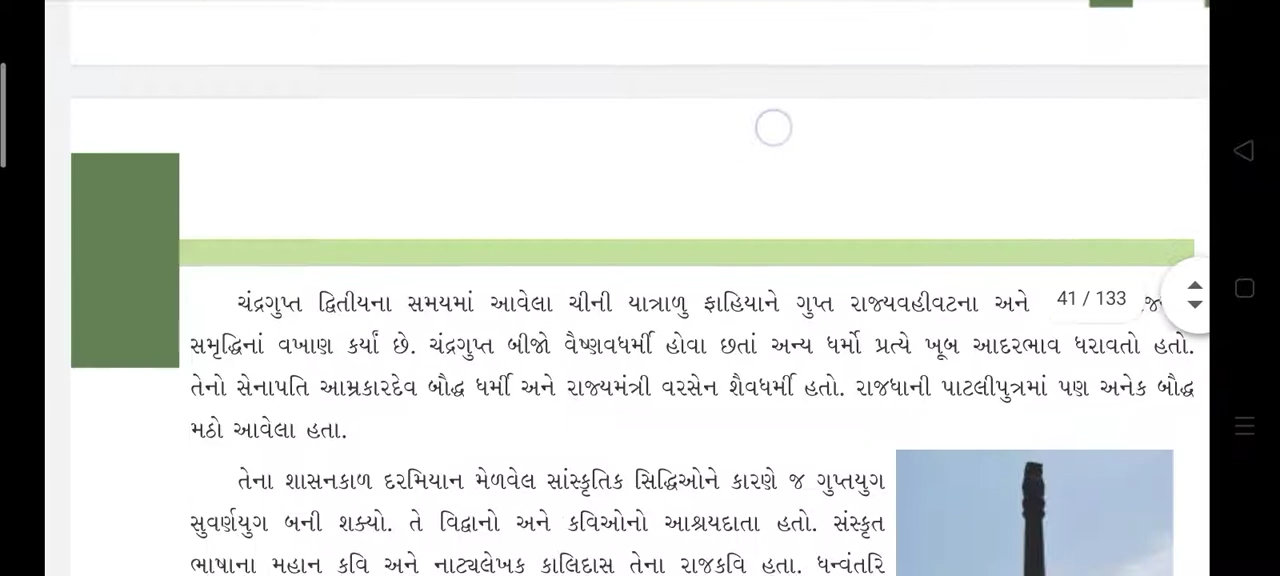 ચંદ્રગુપ્ત દ્વિતીયના સમયમાં આવેલા ચીની યાત્રાળુ ફાહિયાને ગુપ્ત રાજ્યવહીવટના અને
41 / 133
સમૃદ્ધિનાં વખાણ કર્યાં છે. ચંદ્રગુપ્ત બીજો વૈષ્ણવધર્મી હોવા છતાં અન્ય ધર્મો પ્રત્યે ખૂબ આદરભાવ ધરાવતો હતો.
તેનો સેનાપતિ આમ્રકારદેવ બૌદ્ધ ધર્મી અને રાજ્યમંત્રી વરસેન શૈવધર્મી હતો. રાજધાની પાટલીપુત્રમાં પણ અનેક બૌદ્ધ
મઠો આવેલા હતા.
તેના શાસનકાળ દરમિયાન મેળવેલ સાંસ્કૃતિક સિદ્ધિઓને કારણે જ ગુપ્તયુગ
સુવર્ણયુગ બની શક્યો. તે વિદ્વાનો અને કવિઓનો આશ્રયદાતા હતો. સંસ્કૃત
ભાષાના મહાન કવિ અને નાટ્યલેખક કાલિદાસ તેના રાજકવિ હતા. ધન્વંતરિ